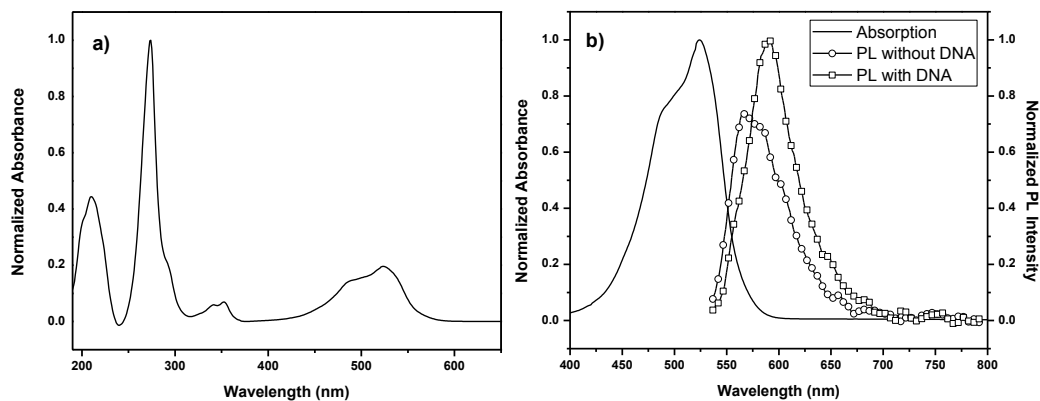 a)
Normalized Absorbance
1.0
0.8
0.6
0.4
0.2
0.0
200 300 400 500 600
Wavelength (nm)
b)
Absorption
PL without DNA
PL with DNA
Normalized Absorbance
1.0
0.8
0.6
0.4
0.2
0.0
1.0
0.8
0.6
0.4
0.2
0.0
Normalized PL Intensity
400 450 500 550 600 650 700 750 800
Wavelength (nm)